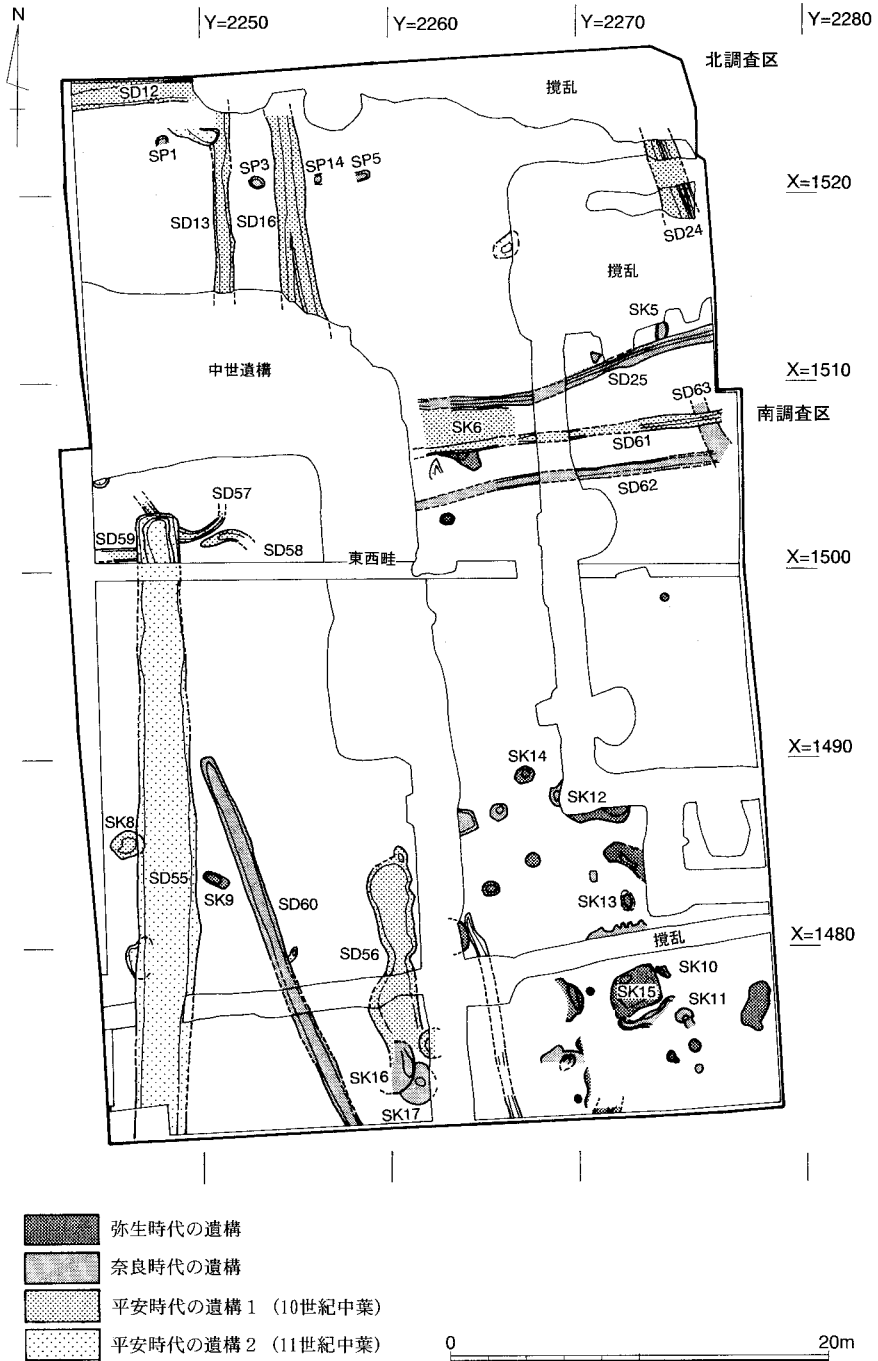 N
Y=2250
Y=2260
Y=2270
Y=2280
北調査区
SD12
攪乱
SP1
SP3
SP14
SP5
X=1520
SD13
SD16
SD24
攪乱
SK5
中世遺構
X=1510
SD25
SD63
南調査区
SK6
SD61
SD62
SD57
SD59
SD58
東西畦
X=1500
SK14
X=1490
SK12
SK8
SD55
SK9
SD60
SK13
SD56
攪乱
X=1480
SK10
SK15
SK11
SK16
SK17
弥生時代の遺構
奈良時代の遺構
平安時代の遺構1 (10世紀中葉)
平安時代の遺構2 (11世紀中葉)
0
20m